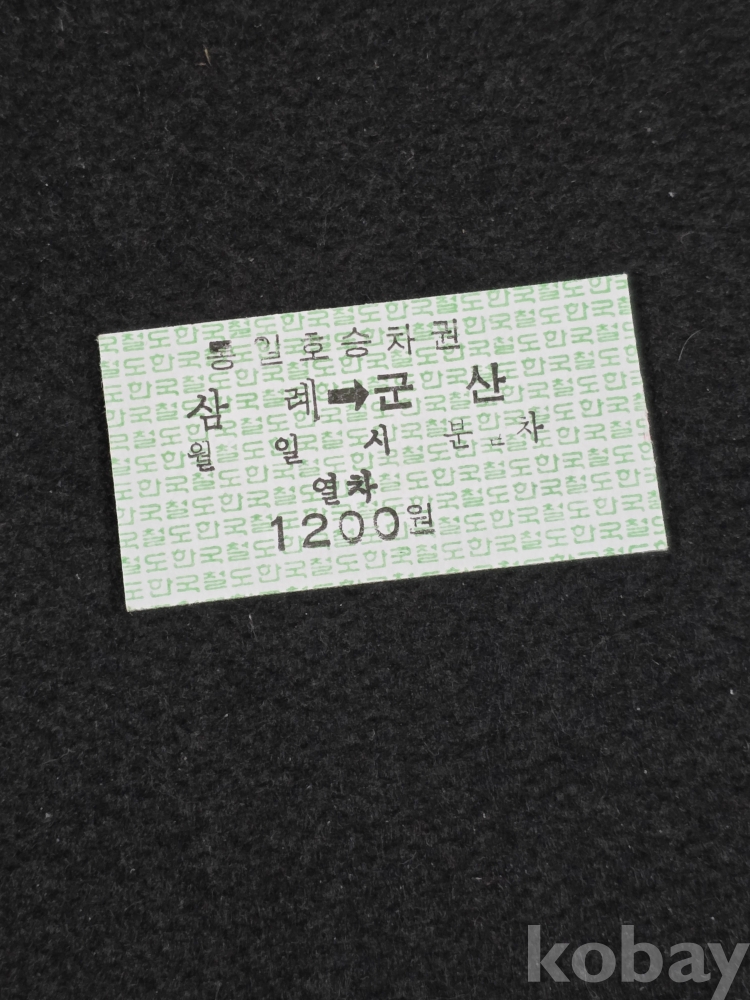 통일호승차권
삼 례➡군 산
월 일 시 분 차
열차
1200원
kobay